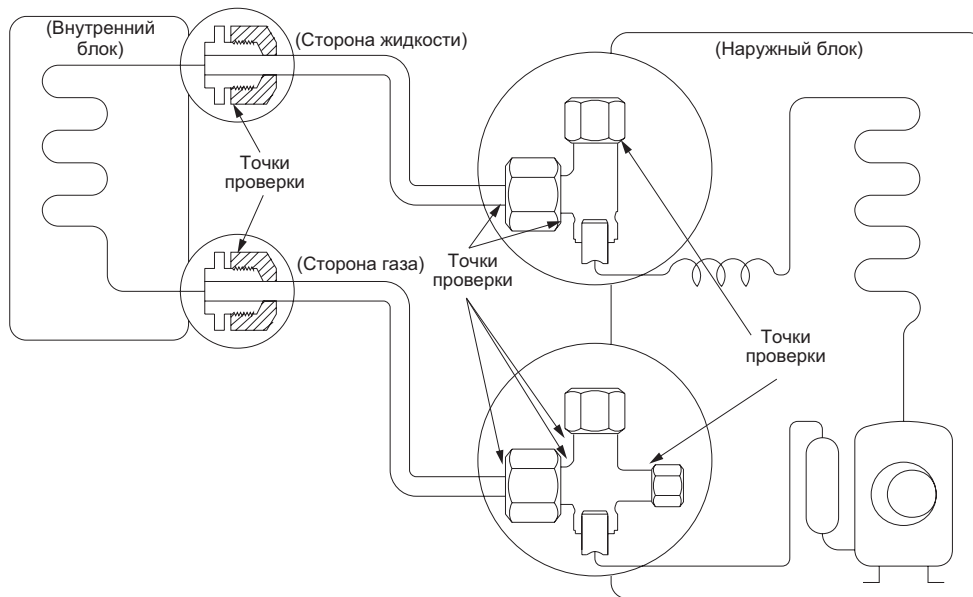 (Внутренний
блок)
(Сторона жидкости)
(Наружный блок)
Точки
проверки
(Сторона газа)
Точки
проверки
Точки
проверки